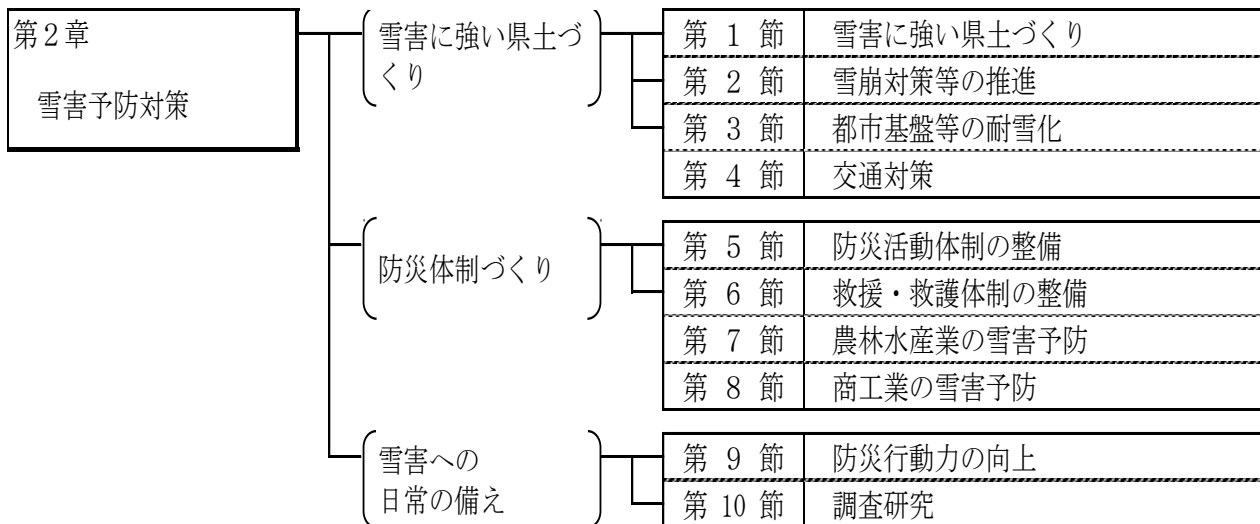 第２章
雪害予防対策
雪害に強い県土づ
くり
第 1 節 雪害に強い県土づくり
第 2 節 雪崩対策等の推進
第 3 節 都市基盤等の耐雪化
第 4 節 交通対策
防災体制づくり
第 5 節 防災活動体制の整備
第 6 節 救援・救護体制の整備
第 7 節 農林水産業の雪害予防
第 8 節 商工業の雪害予防
雪害への
日常の備え
第 9 節 防災行動力の向上
第 10 節 調査研究